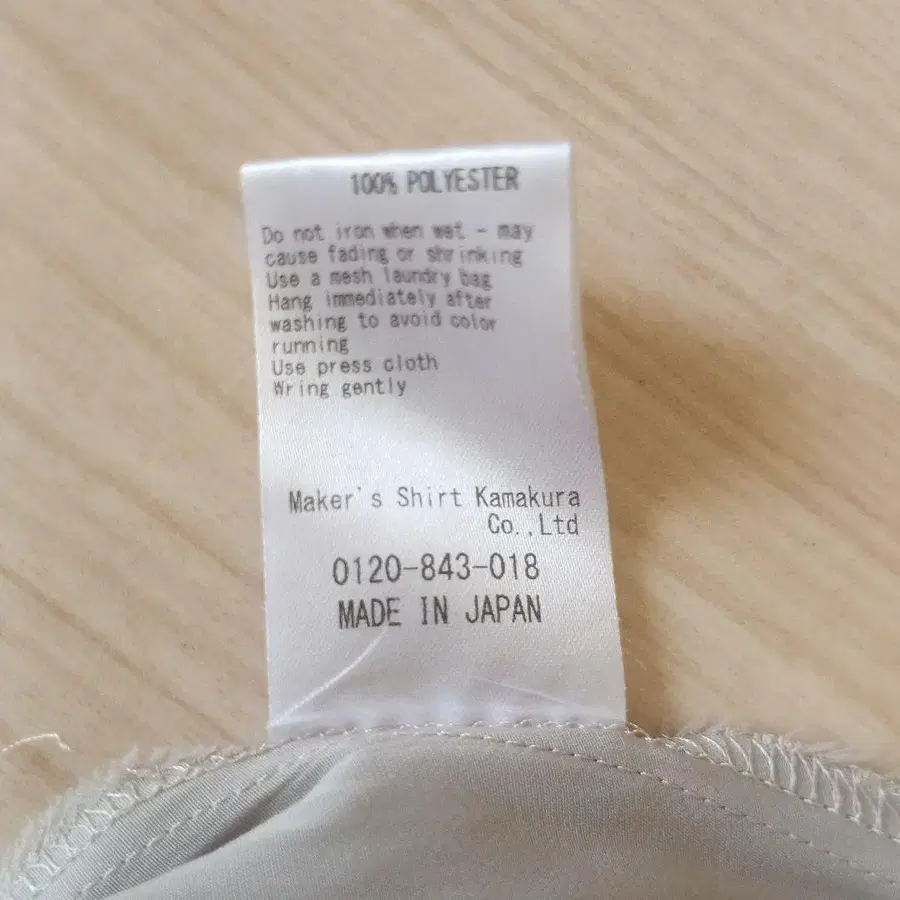 100% POLYESTER
Do not iron when wet - may
cause fading or shrinking
Use a mesh laundry bag
Hang immediately after
washing to avoid color
running
Use press cloth
Wring gently
Maker's Shirt Kamakura
Co.,Ltd
0120-843-018
MADE IN JAPAN